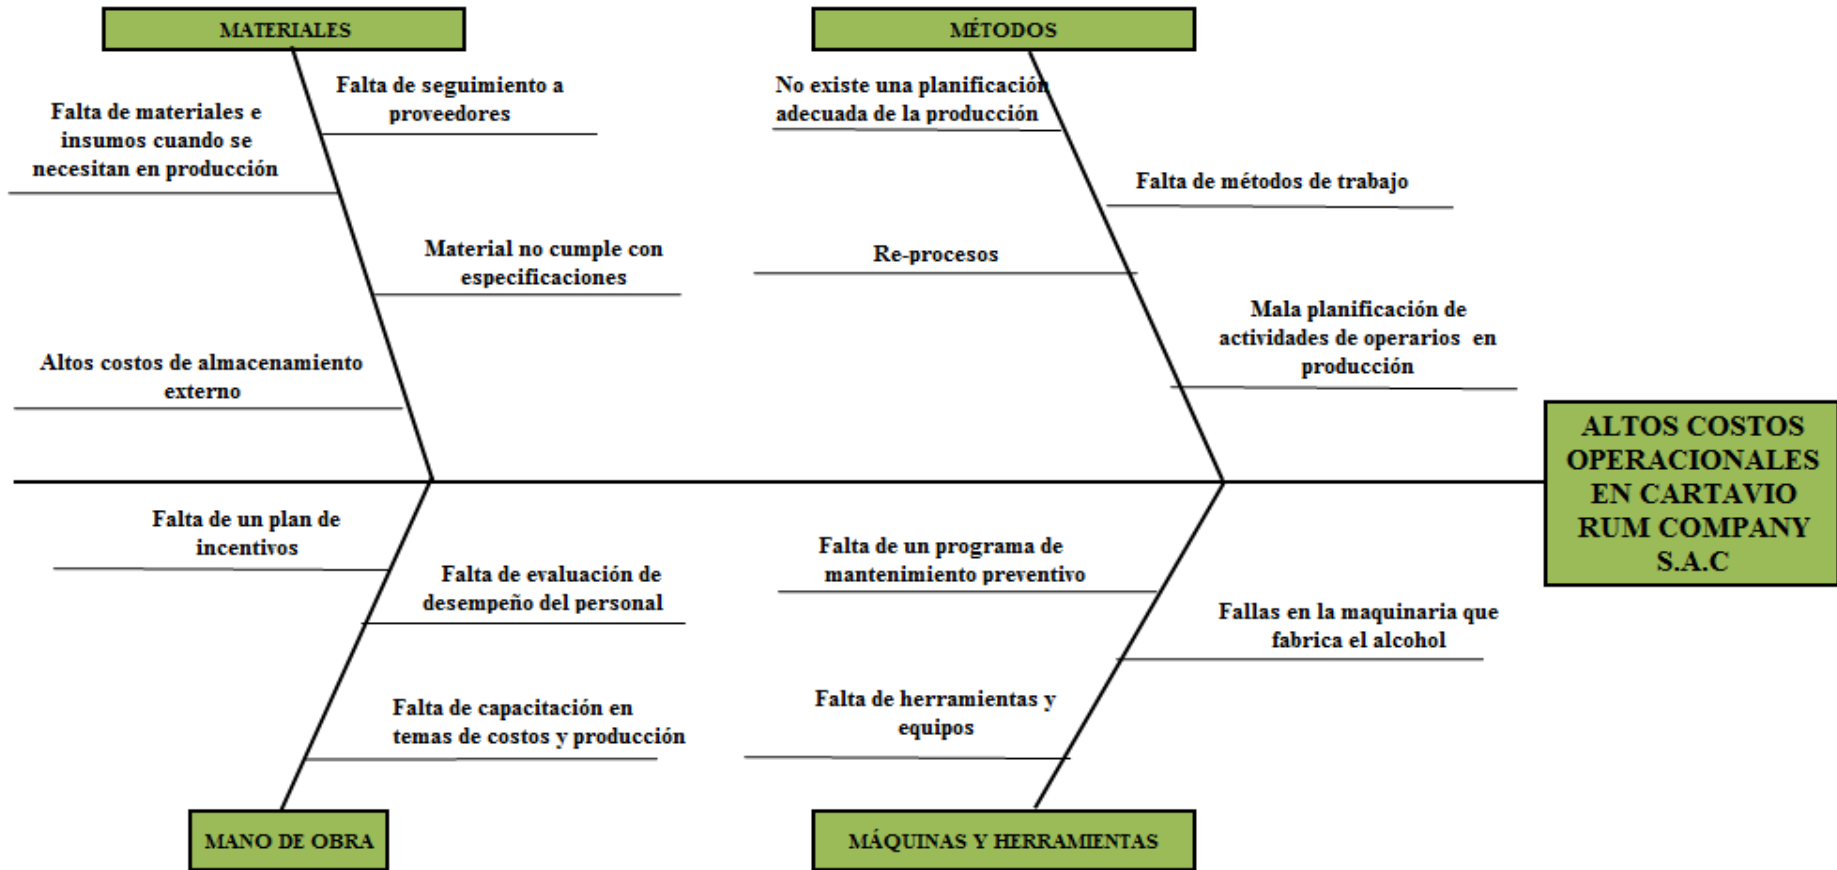 MATERIALES
Falta de seguimiento a
proveedores
Falta de materiales e
insumos cuando se
necesitan en producción
Material no cumple con
especificaciones
Altos costos de almacenamiento
externo
MÉTODOS
No existe una planificación
adecuada de la producción
Falta de métodos de trabajo
Re-procesos
Mala planificación de
actividades de operarios en
producción
ALTOS COSTOS
OPERACIONALES
EN CARTAVIO
RUM COMPANY
S.A.C
Falta de un plan de
incentivos
Falta de evaluación de
desempeño del personal
Falta de capacitación en
temas de costos y producción
MANO DE OBRA
Falta de un programa de
mantenimiento preventivo
Fallas en la maquinaria que
fabrica el alcohol
Falta de herramientas y
equipos
MÁQUINAS Y HERRAMIENTAS